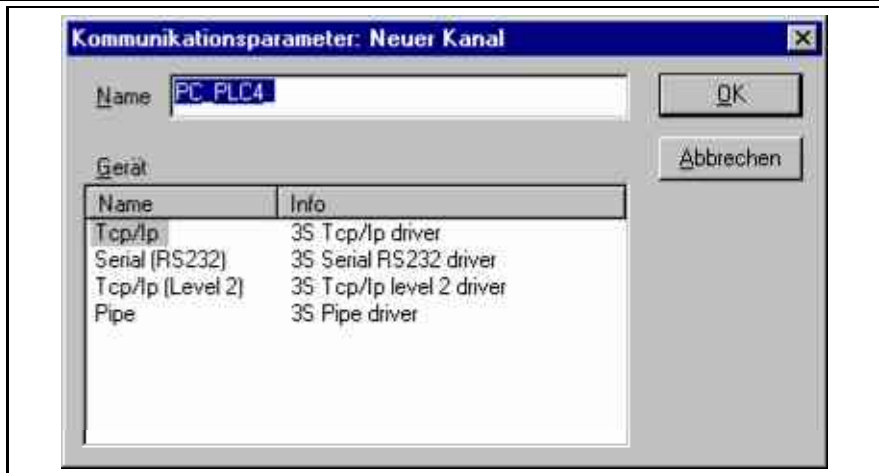 Kommunikationsparameter: Neuer Kanal
Name PC_PLC4_ OK
Gerät Abbrechen
Name Info
Tcp/Ip 3S Tcp/Ip driver
Serial (RS232) 3S Serial RS232 driver
Tcp/Ip (Level 2) 3S Tcp/Ip level 2 driver
Pipe 3S Pipe driver